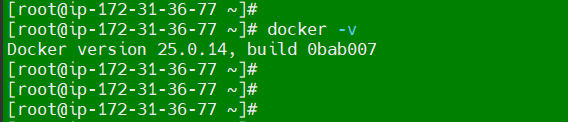 [root@ip-172-31-36-77 ~]#
[root@ip-172-31-36-77 ~]# docker -v
Docker version 25.0.14, build 0bab007
[root@ip-172-31-36-77 ~]#
[root@ip-172-31-36-77 ~]#
[root@ip-172-31-36-77 ~]#